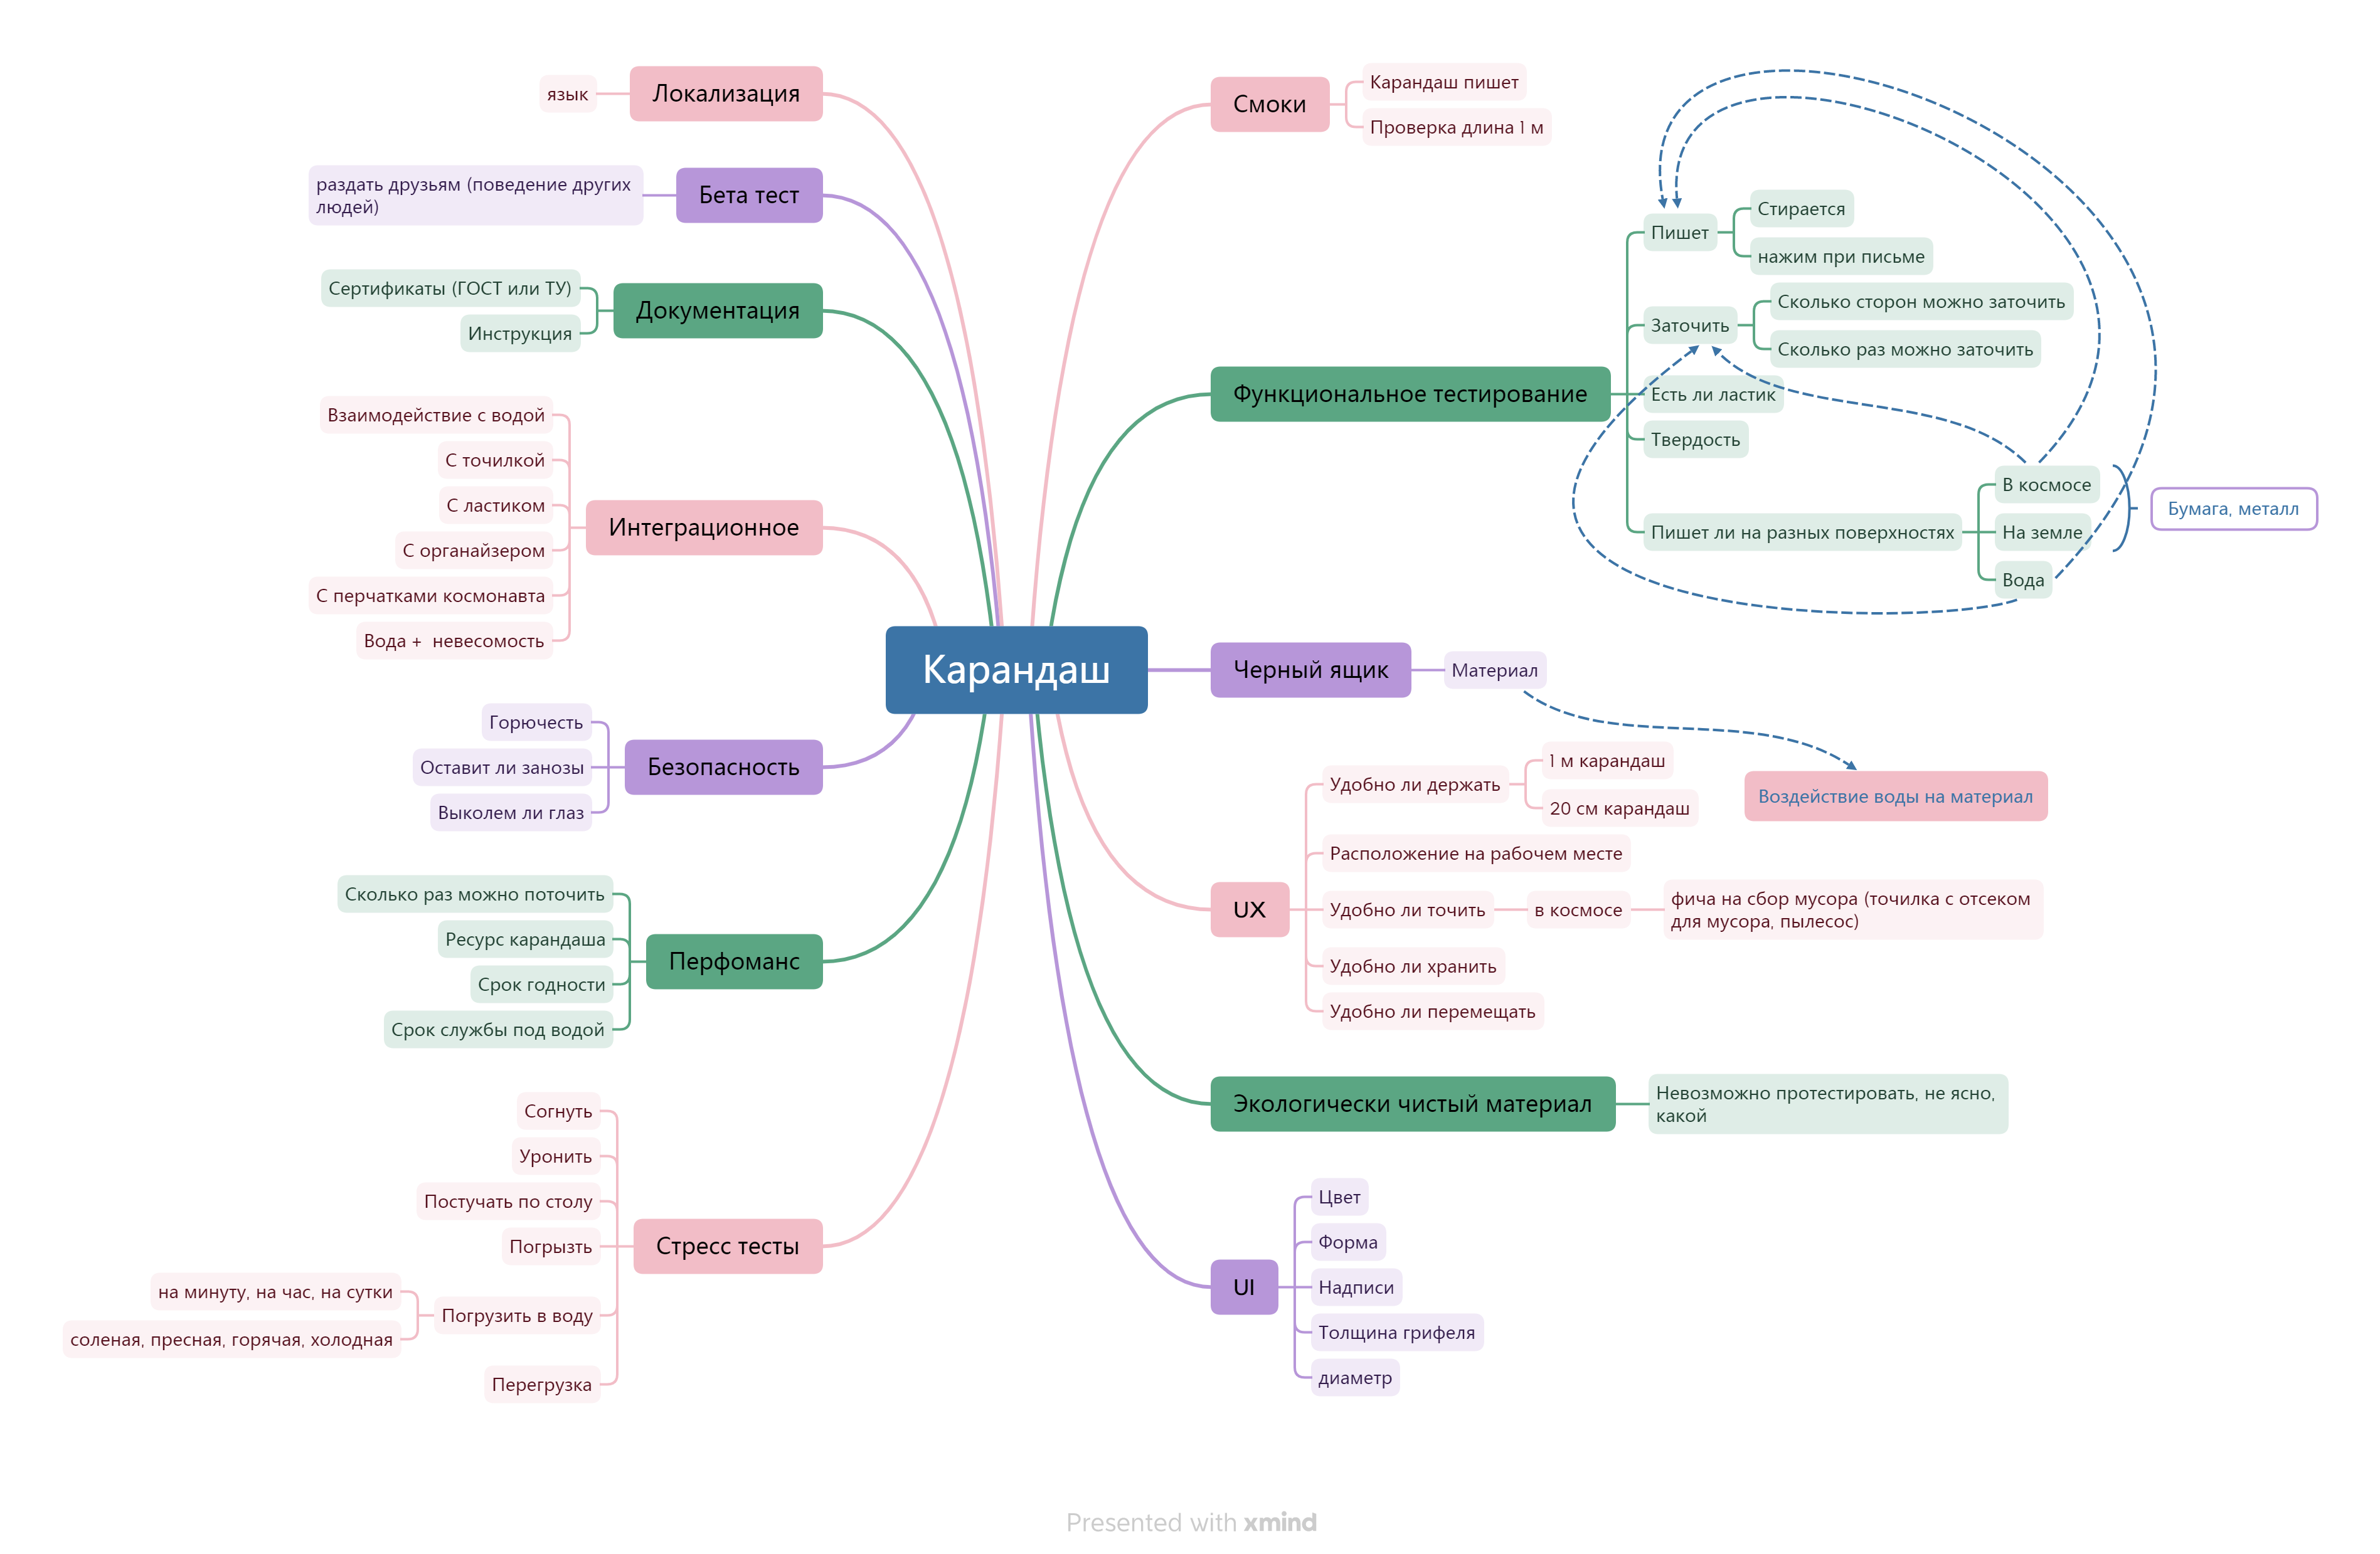 Карандаш
Смоки
Карандаш пишет
Проверка длина 1 м
Функциональное тестирование
Пишет
Стирается
нажим при письме
Заточить
Сколько сторон можно заточить
Сколько раз можно заточить
Есть ли ластик
Твердость
Пишет ли на разных поверхностях
В космосе
На земле
Вода
Бумага, металл
Черный ящик
Материал
Воздействие воды на материал
UX
Удобно ли держать
1 м карандаш
20 см карандаш
Расположение на рабочем месте
Удобно ли точить
в космосе
фича на сбор мусора (точилка с отсеком
для мусора, пылесос)
Удобно ли хранить
Удобно ли перемещать
Экологически чистый материал
Невозможно протестировать, не ясно,
какой
UI
Цвет
Форма
Надписи
Толщина грифеля
диаметр
Локализация
язык
Бета тест
раздать друзьям (поведение других
людей)
Документация
Сертификаты (ГОСТ или ТУ)
Инструкция
Интеграционное
Взаимодействие с водой
С точилкой
С ластиком
С органайзером
С перчатками космонавта
Вода +  невесомость
Безопасность
Горючесть
Оставит ли занозы
Выколем ли глаз
Перфоманс
Сколько раз можно поточить
Ресурс карандаша
Срок годности
Срок службы под водой
Стресс тесты
Согнуть
Уронить
Постучать по столу
Погрызть
Погрузить в воду
на минуту, на час, на сутки
соленая, пресная, горячая, холодная
Перегрузка
Presented with xmind